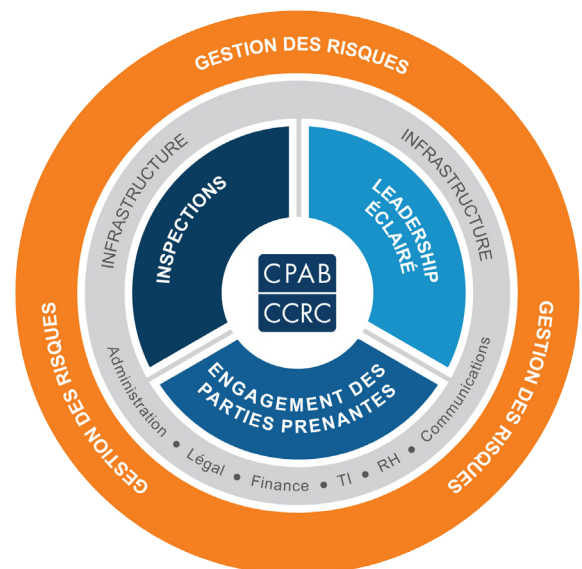 GESTION DES RISQUES
INFRASTRUCTURE
INFRASTRUCTURE
INSPECTIONS
LEADERSHIP
ÉCLAIRÉ
CPAB
CCRC
ENGAGEMENT DES
PARTIES PRENANTES
GESTION DES RISQUES
GESTION DES RISQUES
Administration • Légal • Finance • TI • RH • Communications